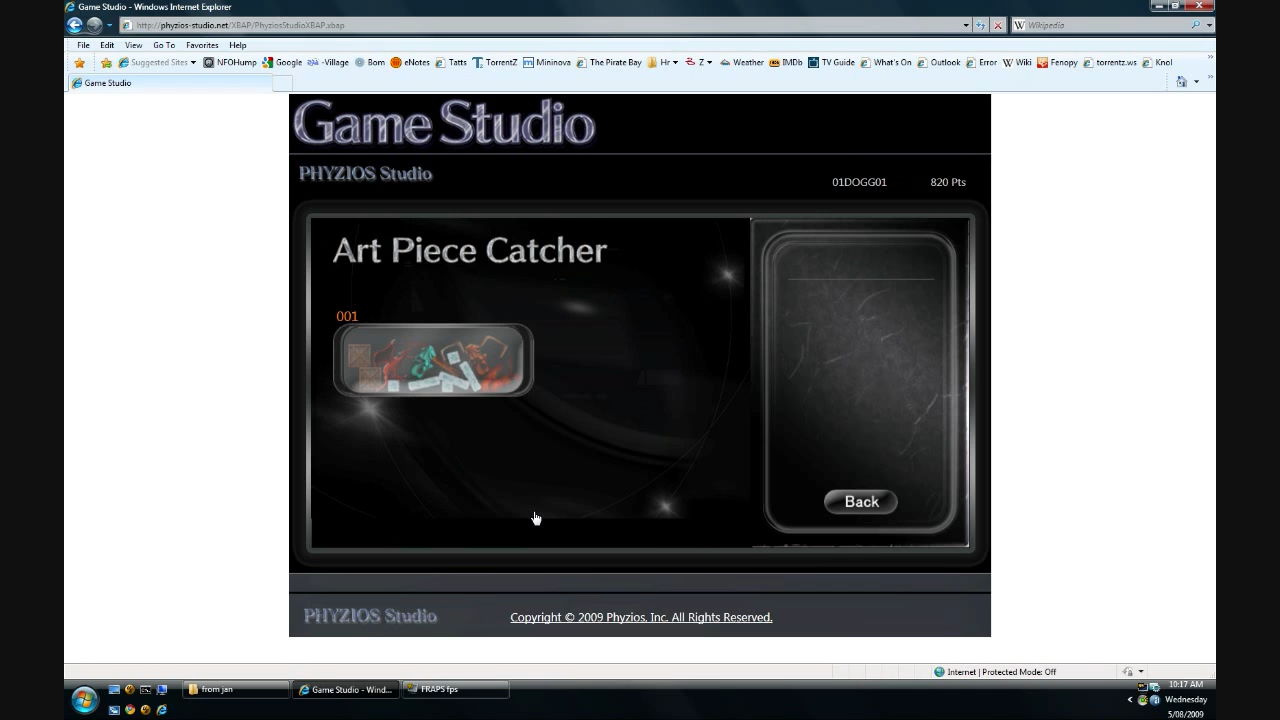 Game Studio - Windows Internet Explorer
http://phyzios-studio.net/XBAP/PhyziosStudioXBAP.xbap
Wikipedia
File Edit View Go To Favorites Help
Suggested Sites NFOHump Google -Village Bom eNotes Tatts TorrentZ Mininova The Pirate Bay Hr Z Weather IMDb TV Guide What's On Outlook Error Wiki Fenopy torrentz.ws Knol
Game Studio
Game Studio
PHYZIOS Studio
01DOGG01 820 Pts
Art Piece Catcher
001
Back
PHYZIOS Studio
Copyright © 2009 Phyzios, Inc. All Rights Reserved.
Internet | Protected Mode: Off
from jan
Game Studio - Wind...
FRAPS fps
10:17 AM
Wednesday
5/08/2009